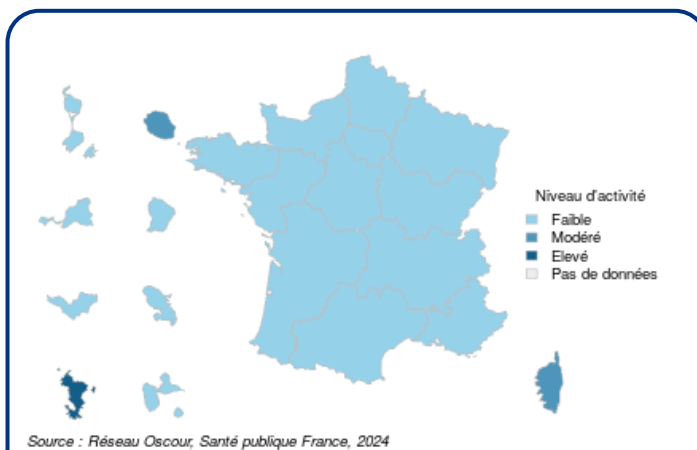 Niveau d'activité
Faible
Modéré
Elevé
Pas de données
Source : Réseau Oscour, Santé publique France, 2024